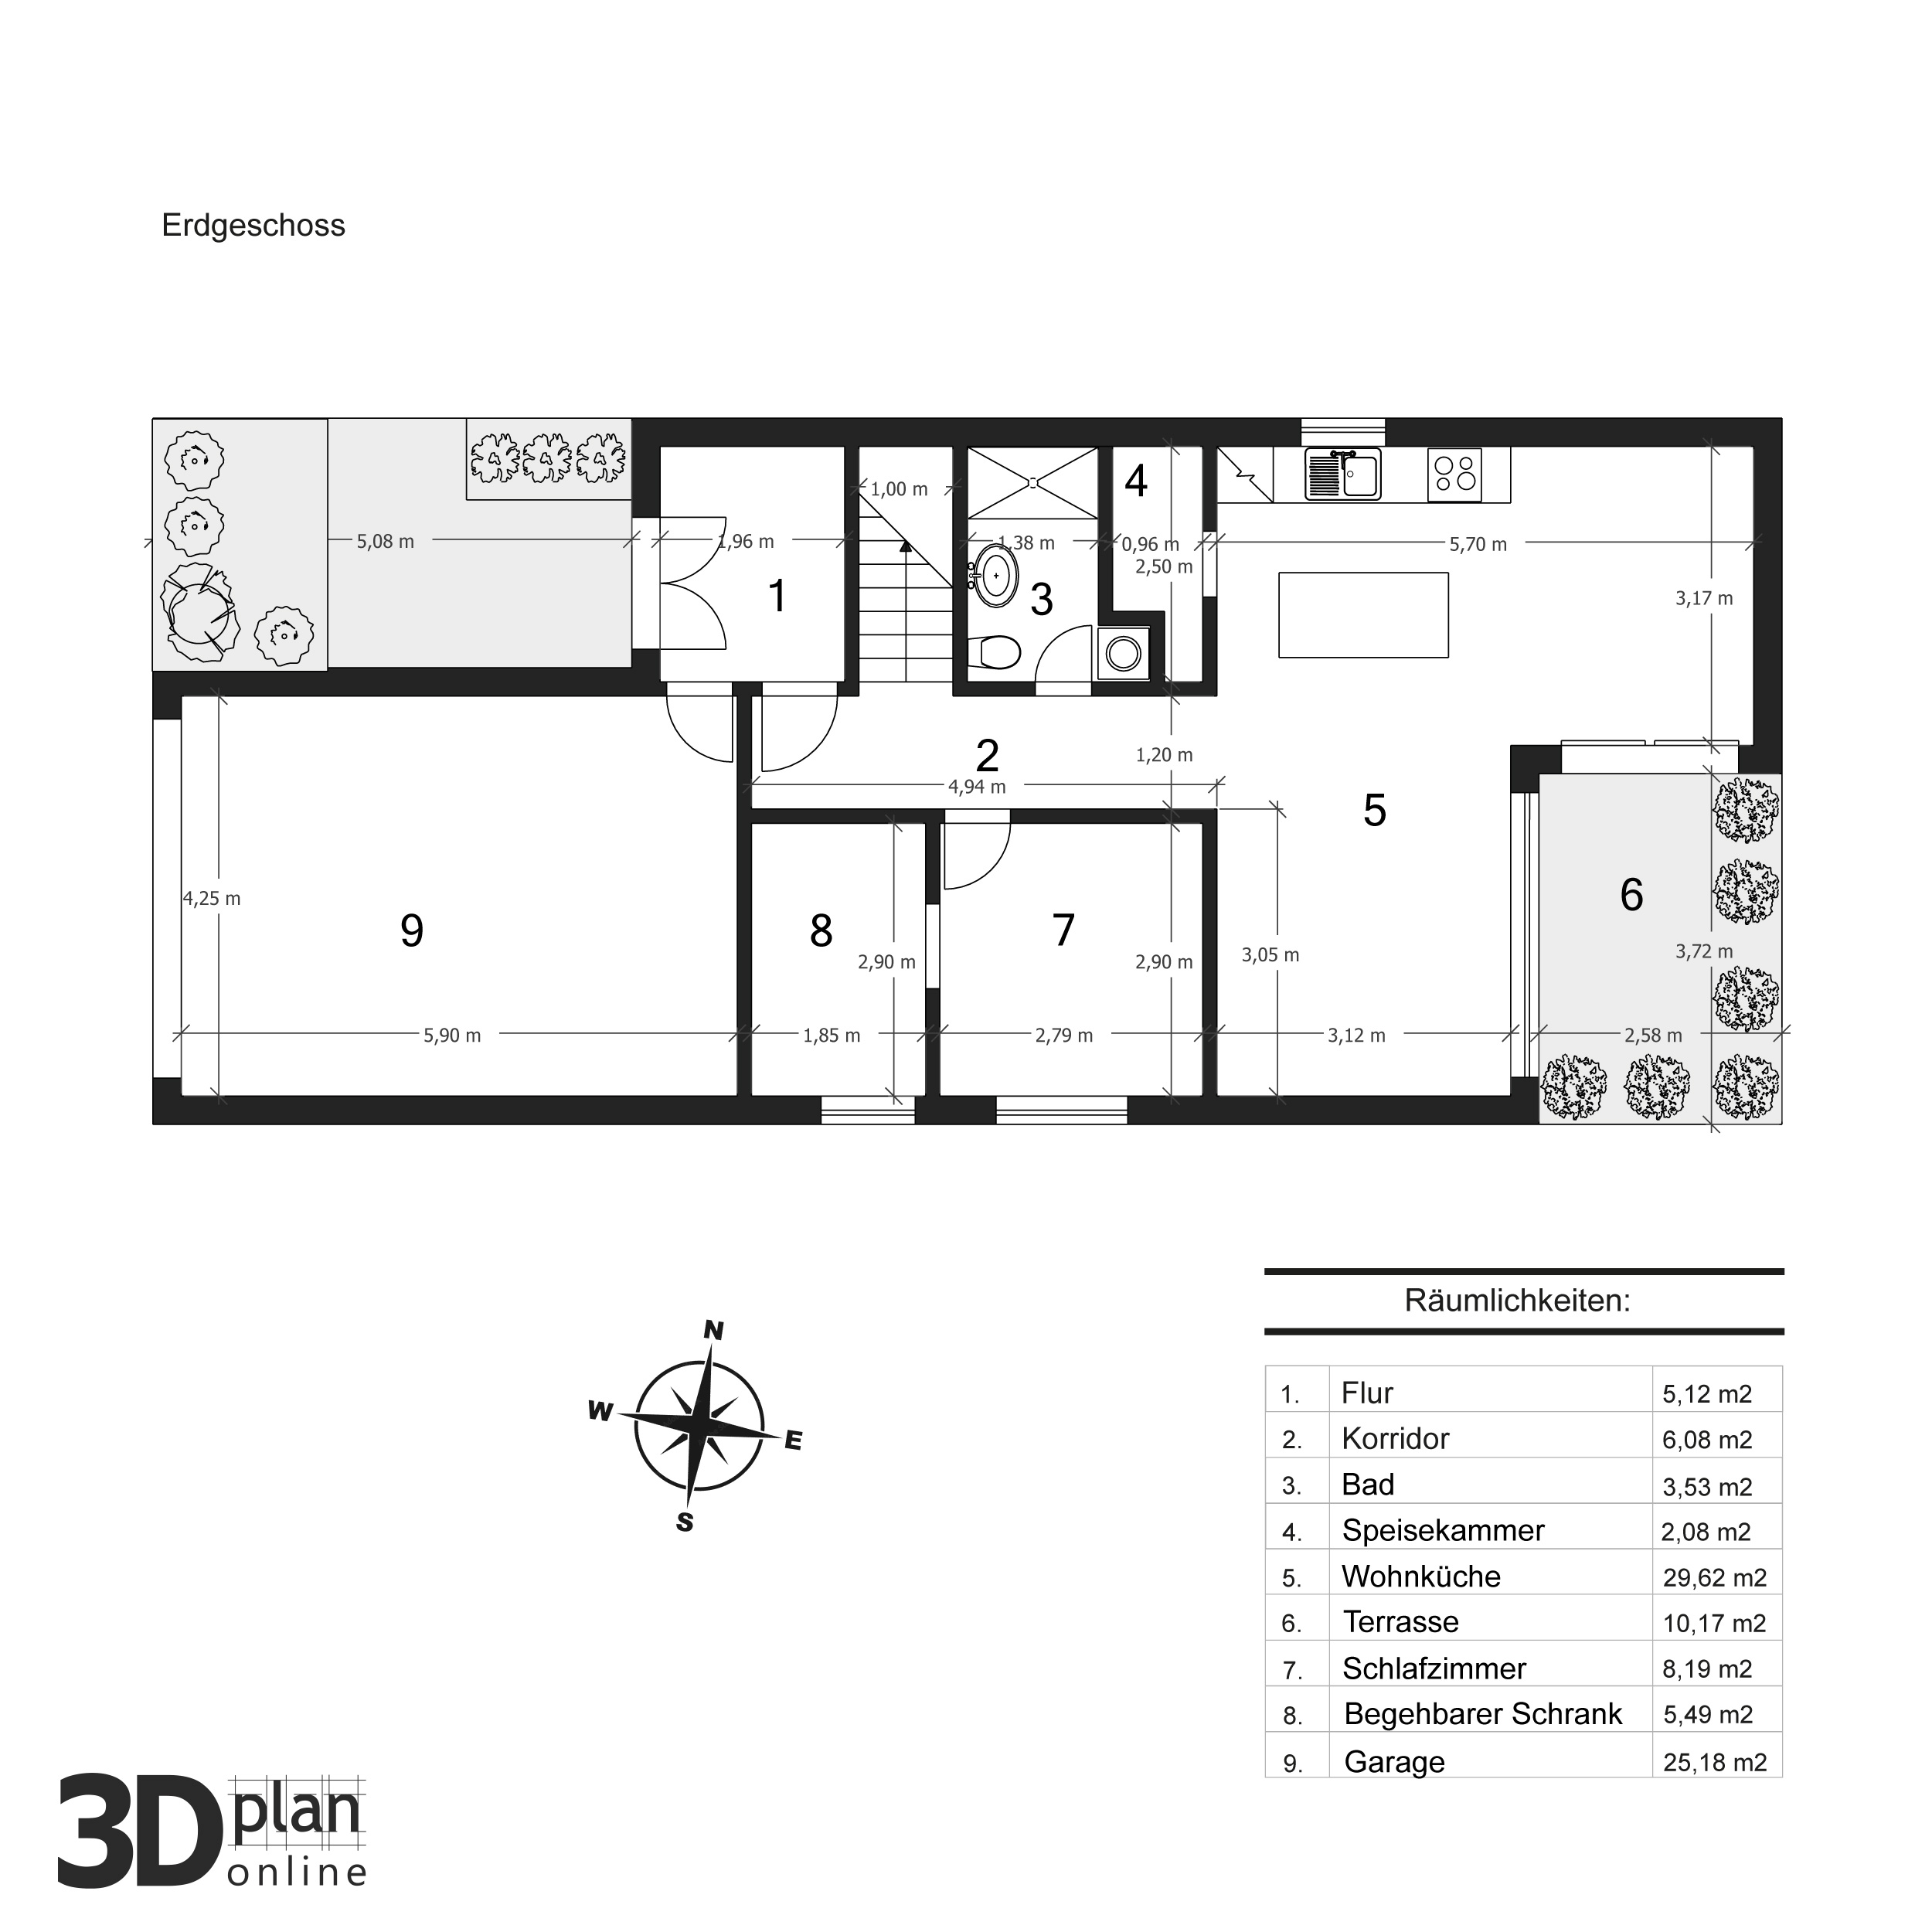 Erdgeschoss
1,00 m
4
5,08 m
1,96 m
1,38 m
0,96 m
5,70 m
2,50 m
1
3
3,17 m
2
1,20 m
4,94 m
5
6
4,25 m
9
8
7
3,72 m
2,90 m
2,90 m
3,05 m
5,90 m
1,85 m
2,79 m
3,12 m
2,58 m
Räumlichkeiten:
N
W
E
S
1. Flur 5,12 m2
2. Korridor 6,08 m2
3. Bad 3,53 m2
4. Speisekammer 2,08 m2
5. Wohnküche 29,62 m2
6. Terrasse 10,17 m2
7. Schlafzimmer 8,19 m2
8. Begehbarer Schrank 5,49 m2
9. Garage 25,18 m2
3D plan
online